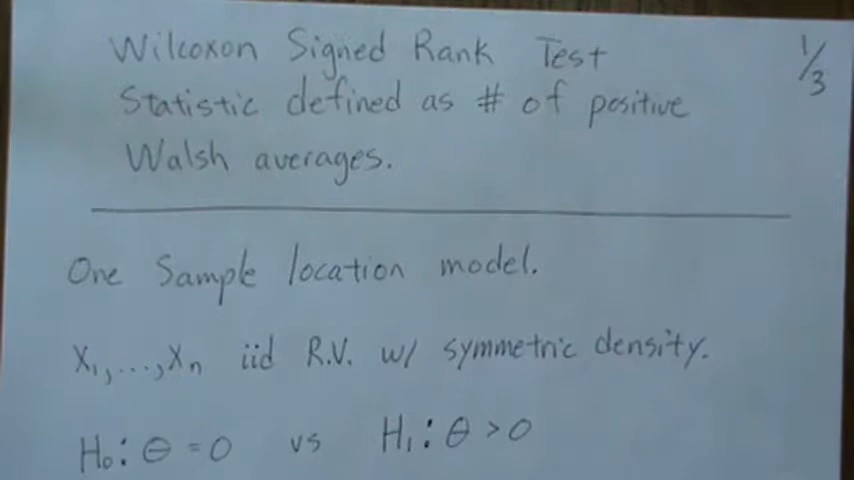 Wilcoxon Signed Rank Test
1/3
Statistic defined as # of positive
Walsh averages.
One Sample location model.
X₁,...,Xₙ iid R.V. w/ symmetric density.
H₀: θ = 0 vs H₁: θ > 0